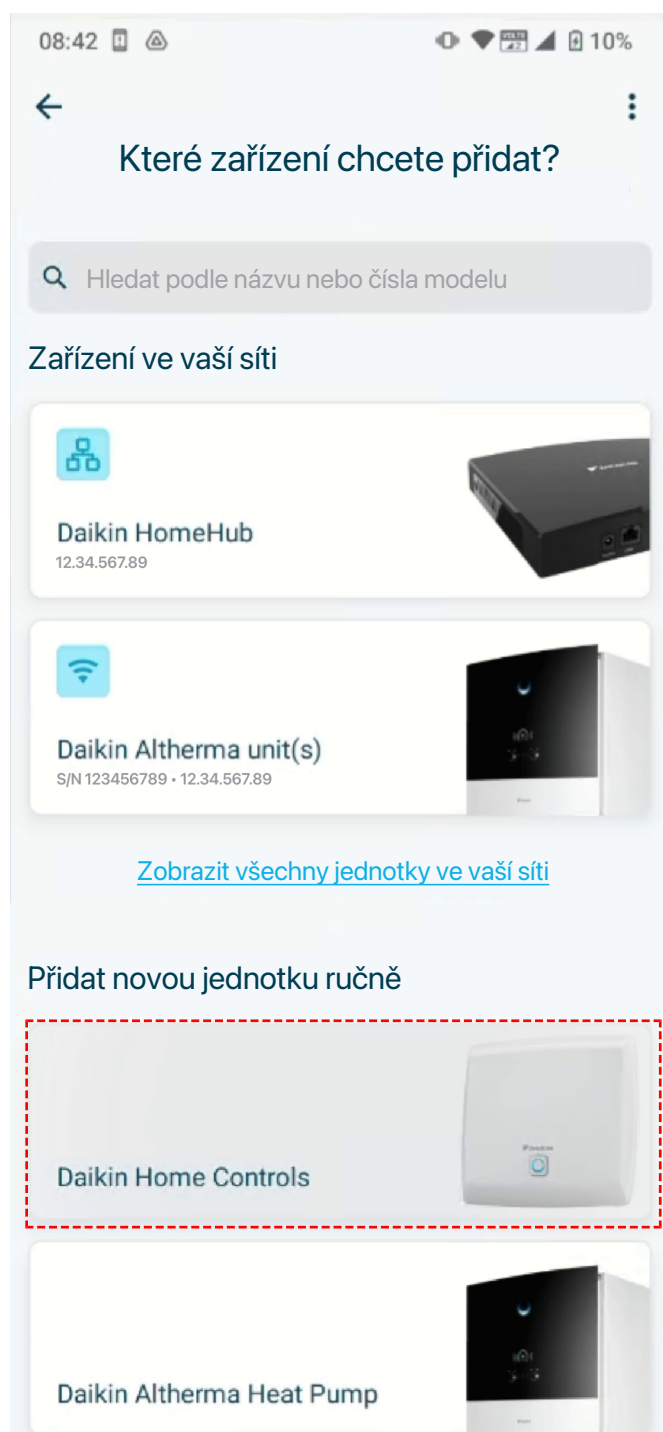 08:42
10%
Které zařízení chcete přidat?
Hledat podle názvu nebo čísla modelu
Zařízení ve vaší síti
Daikin HomeHub
12.34.567.89
Daikin Altherma unit(s)
S/N 123456789 • 12.34.567.89
Zobrazit všechny jednotky ve vaší síti
Přidat novou jednotku ručně
Daikin Home Controls
Daikin Altherma Heat Pump